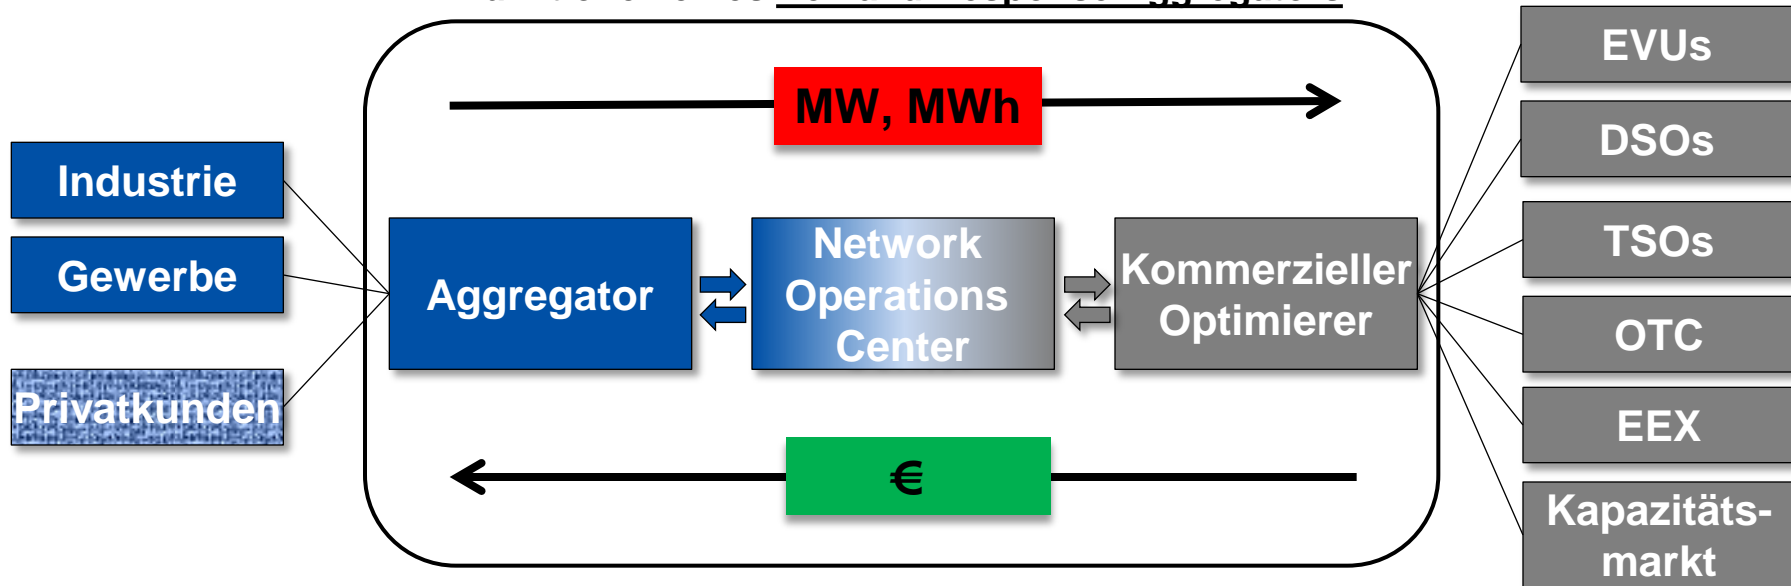 MW, MWh
EVUs
DSOs
Industrie
Gewerbe
Privatkunden
Aggregator
Network
Operations
Center
Kommerzieller
Optimierer
TSOs
OTC
EEX
Kapazitäts-
markt
€